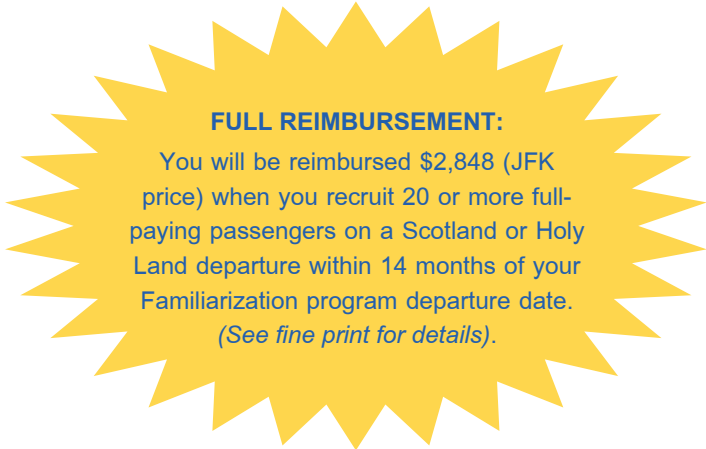 FULL REIMBURSEMENT:
You will be reimbursed $2,848 (JFK
price) when you recruit 20 or more full-
paying passengers on a Scotland or Holy
Land departure within 14 months of your
Familiarization program departure date.
(See fine print for details).